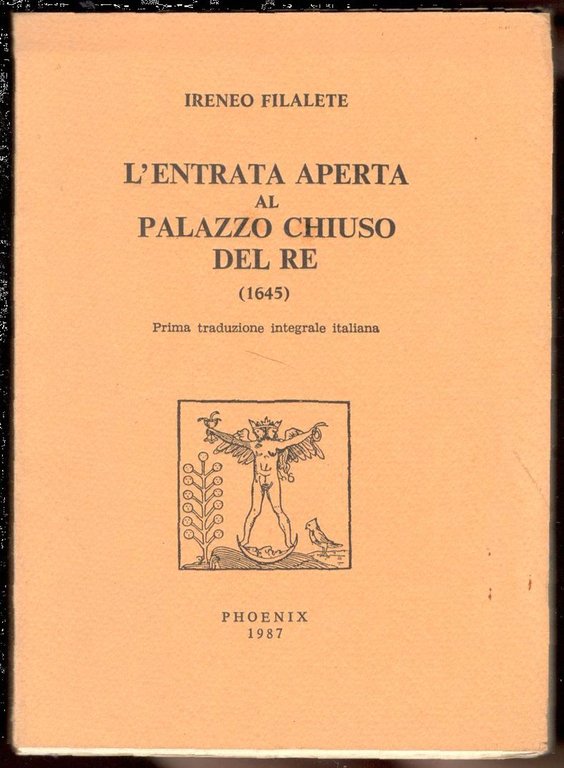 IRENEO FILALETE
L'ENTRATA APERTA
AL
PALAZZO CHIUSO
DEL RE
(1645)
Prima traduzione integrale italiana
PHOENIX
1987